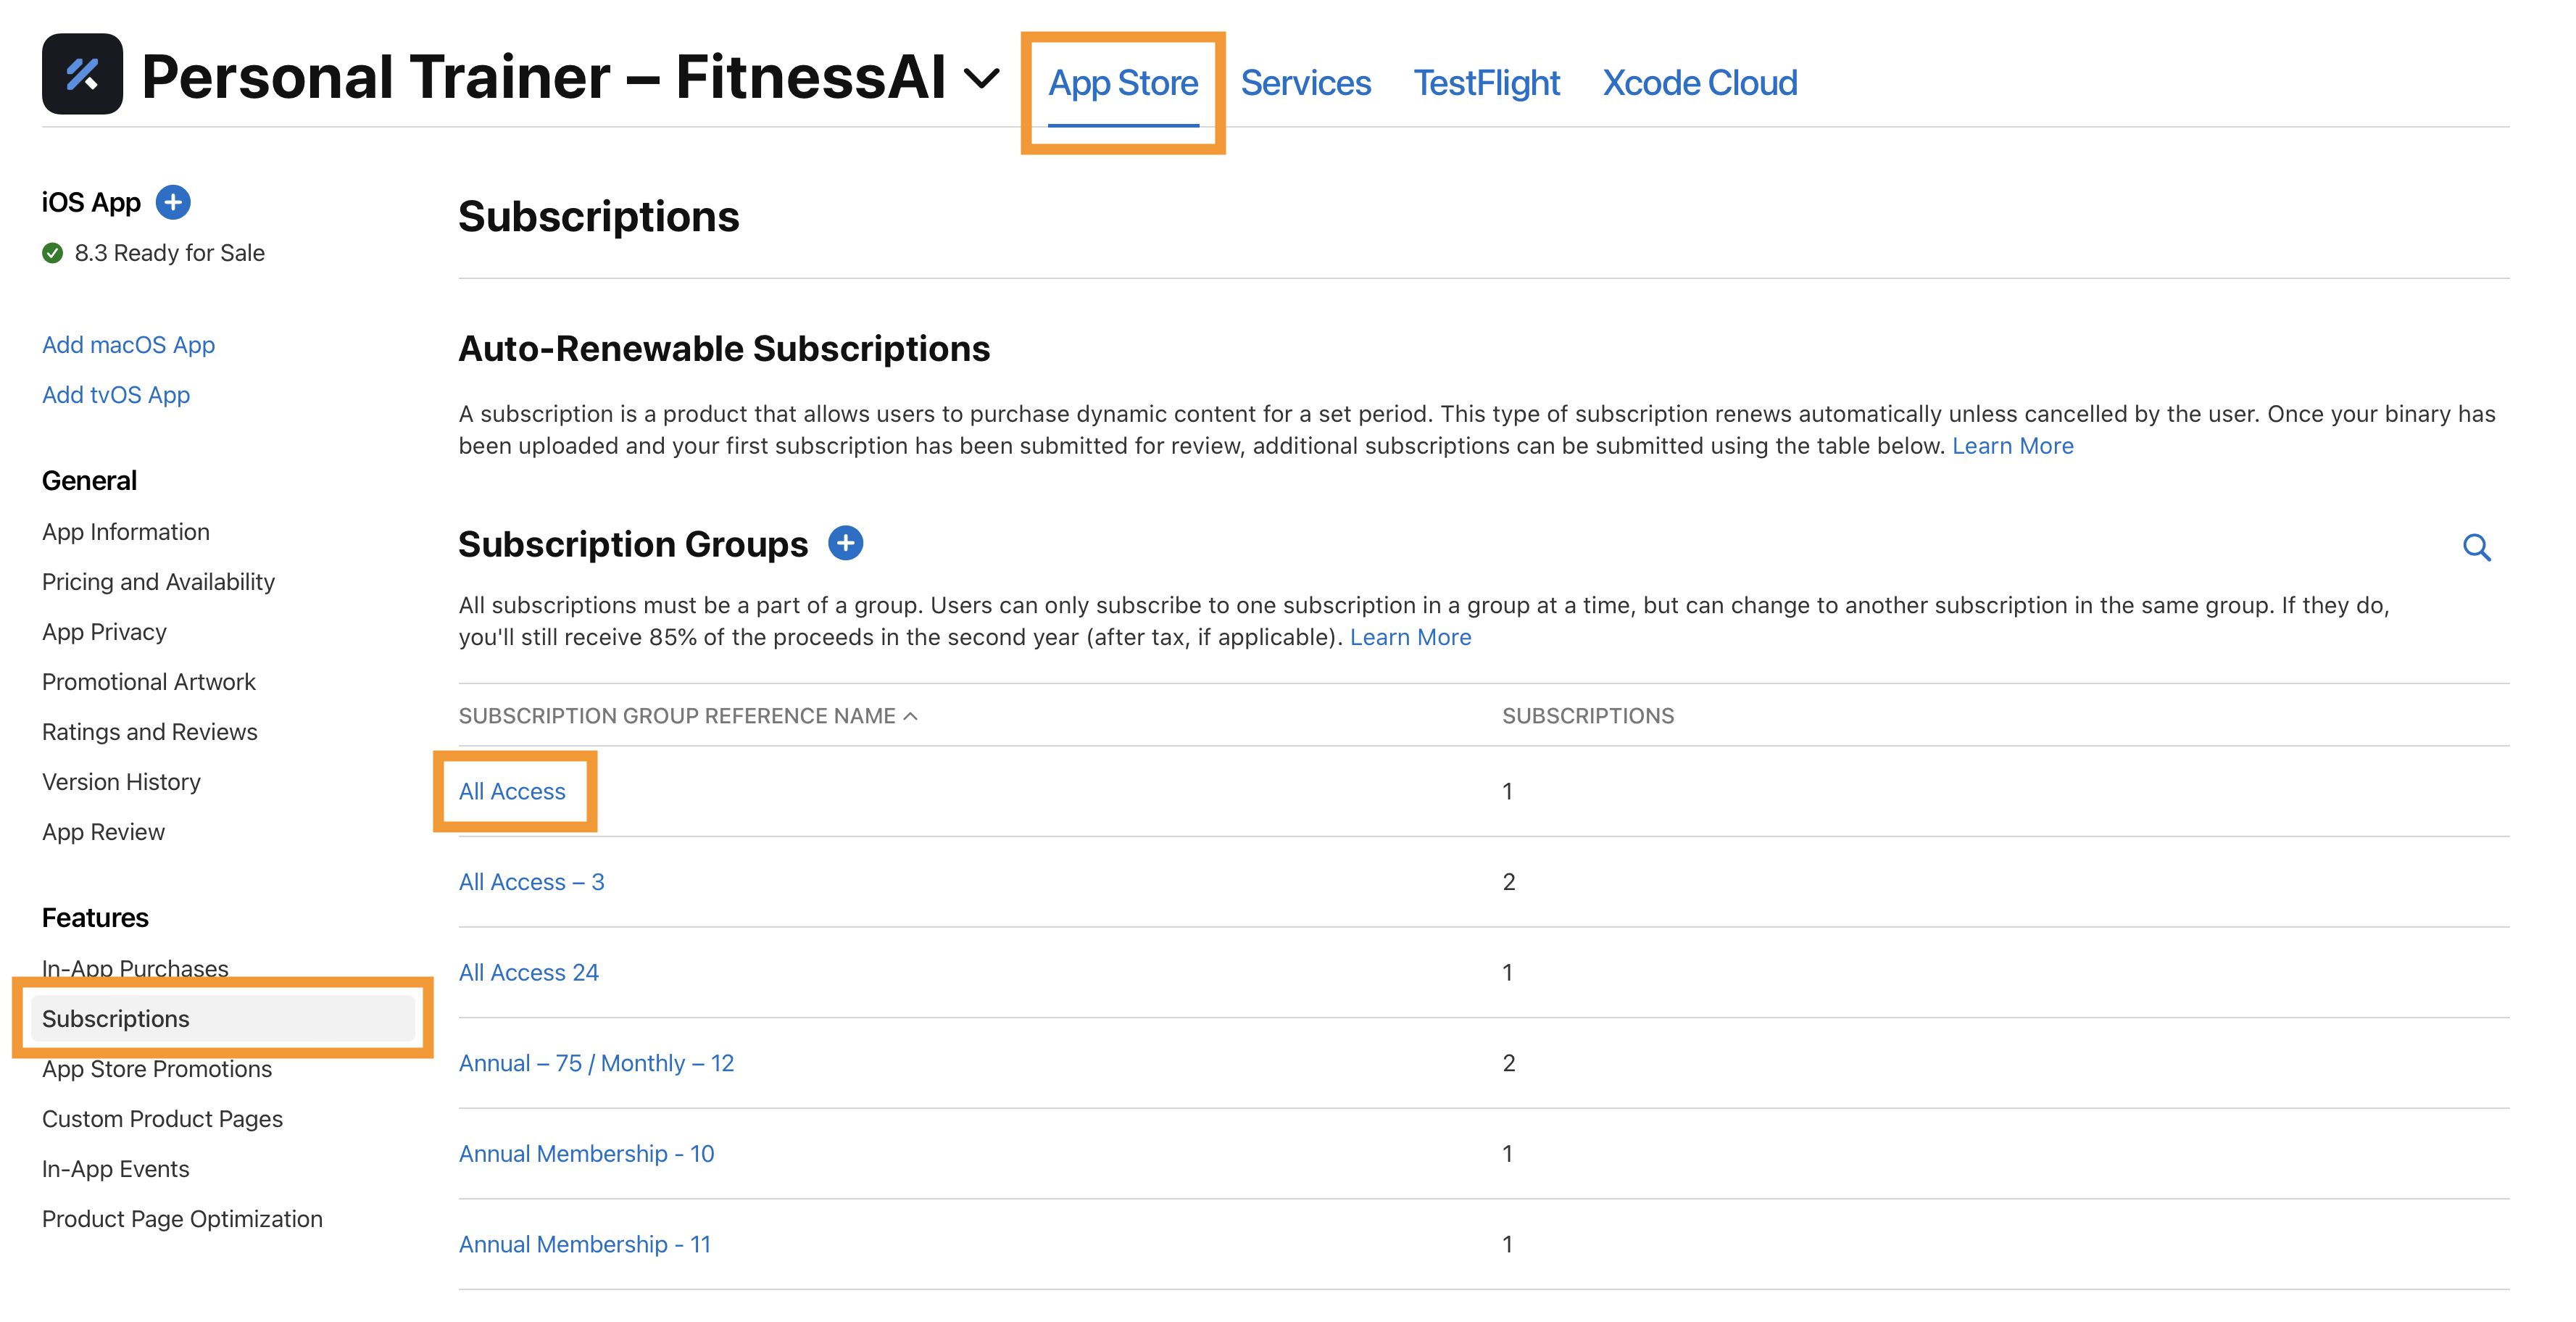 Personal Trainer – FitnessAI
App Store
Services
TestFlight
Xcode Cloud
iOS App
8.3 Ready for Sale
Add macOS App
Add tvOS App
General
App Information
Pricing and Availability
App Privacy
Promotional Artwork
Ratings and Reviews
Version History
App Review
Features
In-App Purchases
Subscriptions
App Store Promotions
Custom Product Pages
In-App Events
Product Page Optimization
Subscriptions
Auto-Renewable Subscriptions
A subscription is a product that allows users to purchase dynamic content for a set period. This type of subscription renews automatically unless cancelled by the user. Once your binary has
been uploaded and your first subscription has been submitted for review, additional subscriptions can be submitted using the table below. Learn More
Subscription Groups
All subscriptions must be a part of a group. Users can only subscribe to one subscription in a group at a time, but can change to another subscription in the same group. If they do,
you'll still receive 85% of the proceeds in the second year (after tax, if applicable). Learn More
SUBSCRIPTION GROUP REFERENCE NAME SUBSCRIPTIONS
All Access 1
All Access – 3 2
All Access 24 1
Annual – 75 / Monthly – 12 2
Annual Membership - 10 1
Annual Membership - 11 1